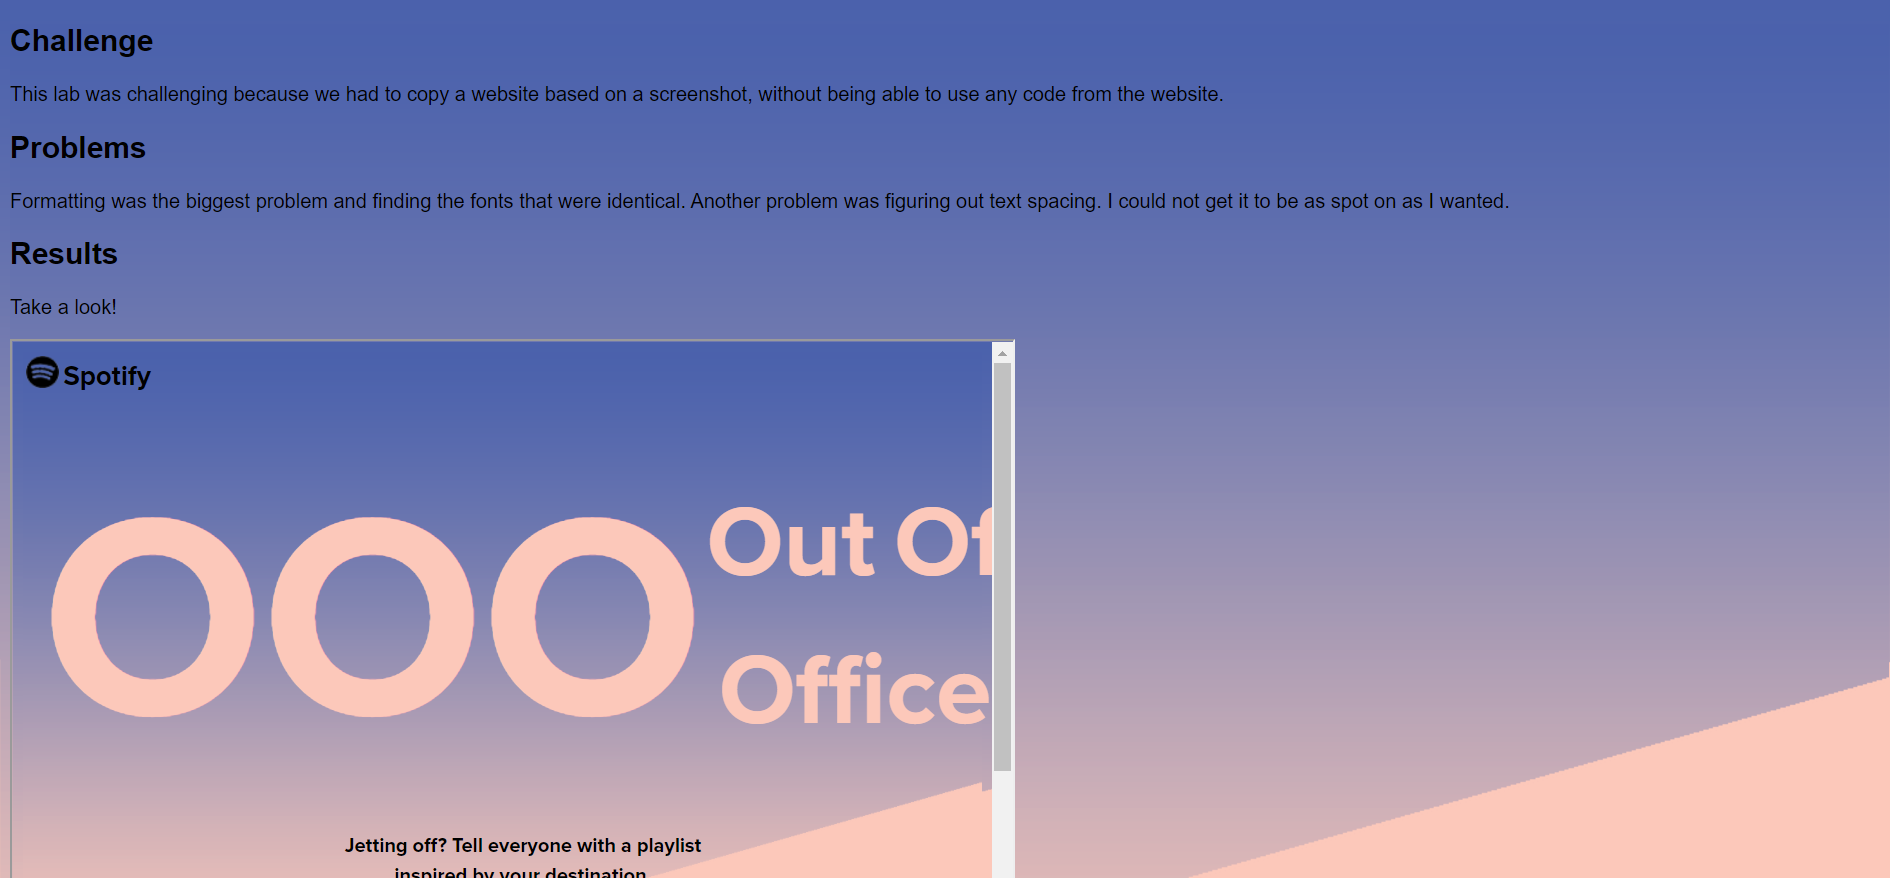 Challenge
This lab was challenging because we had to copy a website based on a screenshot, without being able to use any code from the website.
Problems
Formatting was the biggest problem and finding the fonts that were identical. Another problem was figuring out text spacing. I could not get it to be as spot on as I wanted.
Results
Take a look!
Spotify
OOO
Out Of
Office
Jetting off? Tell everyone with a playlist
inspired by your destination